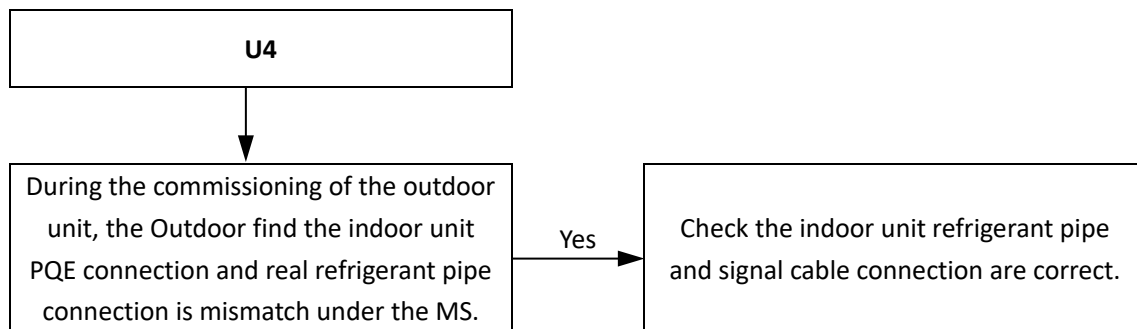 U4
During the commissioning of the outdoor
unit, the Outdoor find the indoor unit
PQE connection and real refrigerant pipe
connection is mismatch under the MS.
Yes
Check the indoor unit refrigerant pipe
and signal cable connection are correct.